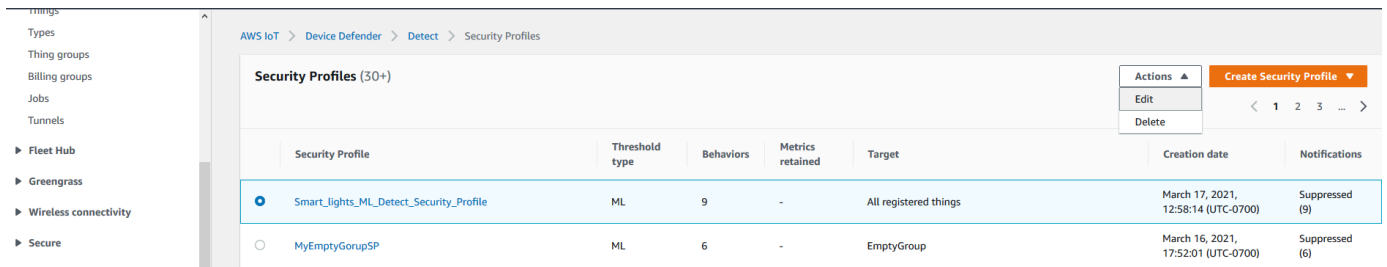 Things
Types
Thing groups
Billing groups
Jobs
Tunnels
Fleet Hub
Greengrass
Wireless connectivity
Secure
AWS IoT > Device Defender > Detect > Security Profiles
Security Profiles (30+)
Actions
Create Security Profile
Edit
Delete
< 1 2 3 ... >
Security Profile Threshold type Behaviors Metrics retained Target Creation date Notifications
Smart_lights_ML_Detect_Security_Profile ML 9 - All registered things March 17, 2021, 12:58:14 (UTC-0700) Suppressed (9)
MyEmptyGorupSP ML 6 - EmptyGroup March 16, 2021, 17:52:01 (UTC-0700) Suppressed (6)